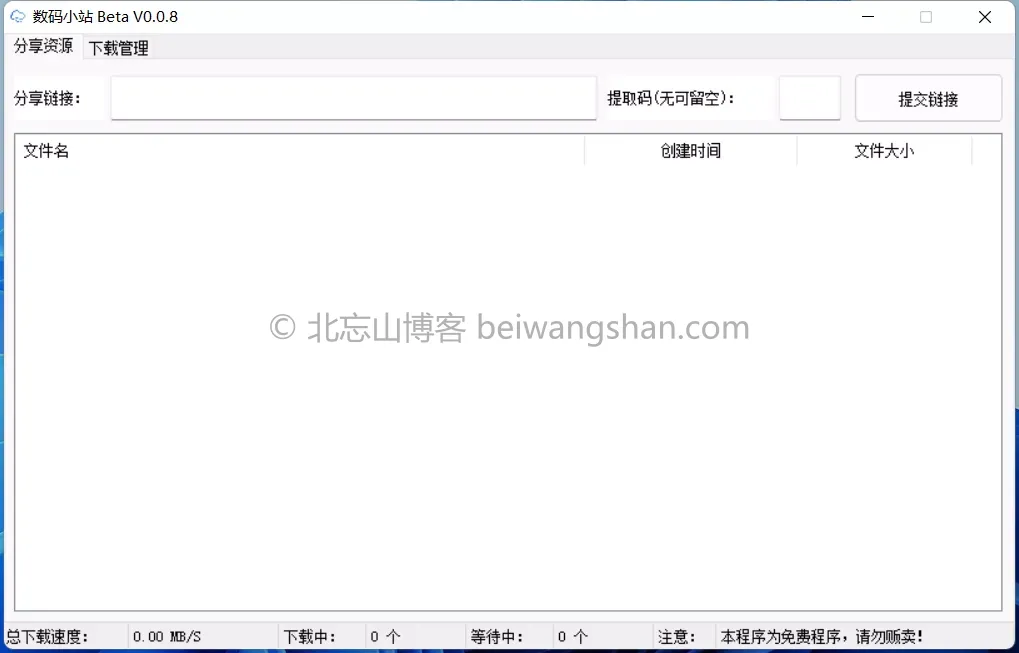 数码小站 Beta V0.0.8
分享资源 下载管理
分享链接： 提取码(无可留空)： 提交链接
文件名 创建时间 文件大小
© 北忘山博客 beiwangshan.com
总下载速度： 0.00 MB/S 下载中： 0 个 等待中： 0 个 注意： 本程序为免费程序，请勿贩卖！